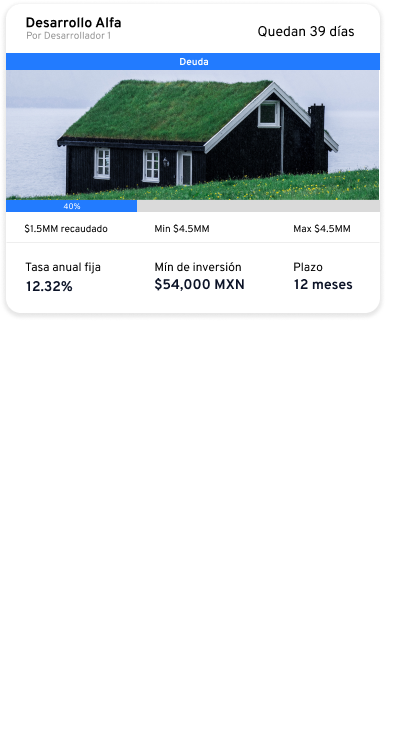 Desarrollo Alfa
Por Desarrollador 1
Quedan 39 días
Deuda
40%
$1.5MM recaudado
Min $4.5MM
Max $4.5MM
Tasa anual fija
12.32%
Mín de inversión
$54,000 MXN
Plazo
12 meses